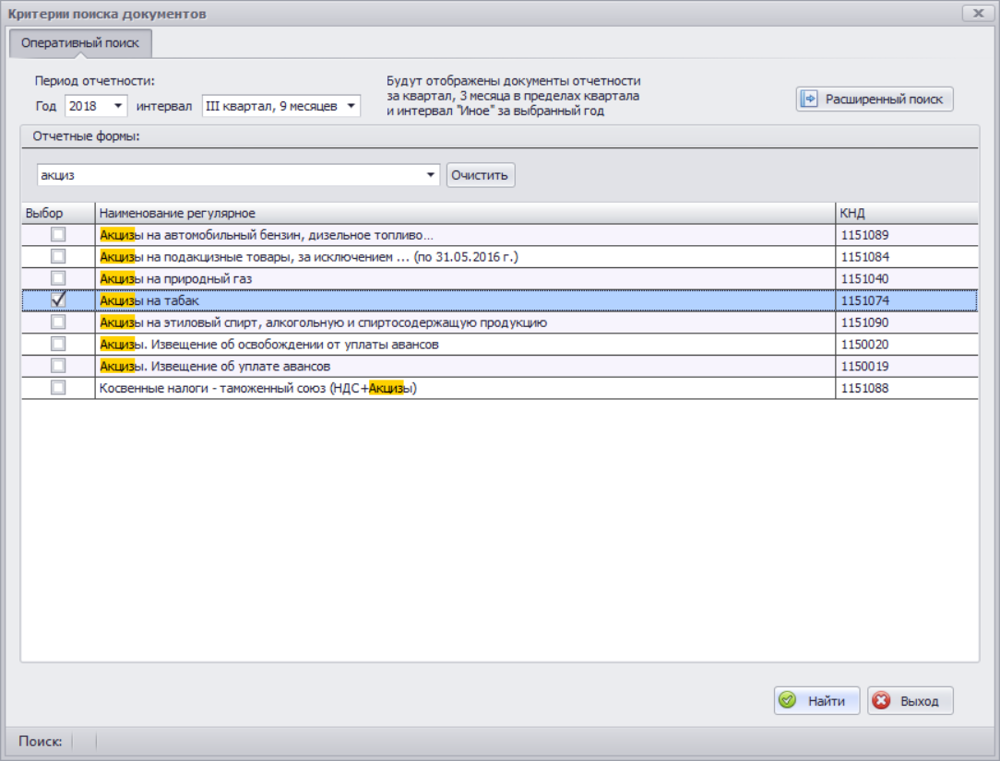 Критерии поиска документов
Оперативный поиск
Период отчетности:
Год 2018 интервал III квартал, 9 месяцев
Будут отображены документы отчетности
за квартал, 3 месяца в пределах квартала
и интервал "Иное" за выбранный год
Расширенный поиск
Отчетные формы:
акциз Очистить
Выбор Наименование регулярное КНД
Акцизы на автомобильный бензин, дизельное топливо... 1151089
Акцизы на подакцизные товары, за исключением ... (по 31.05.2016 г.) 1151084
Акцизы на природный газ 1151040
Акцизы на табак 1151074
Акцизы на этиловый спирт, алкогольную и спиртосодержащую продукцию 1151090
Акцизы. Извещение об освобождении от уплаты авансов 1150020
Акцизы. Извещение об уплате авансов 1150019
Косвенные налоги - таможенный союз (НДС+Акцизы) 1151088
Найти Выход
Поиск: